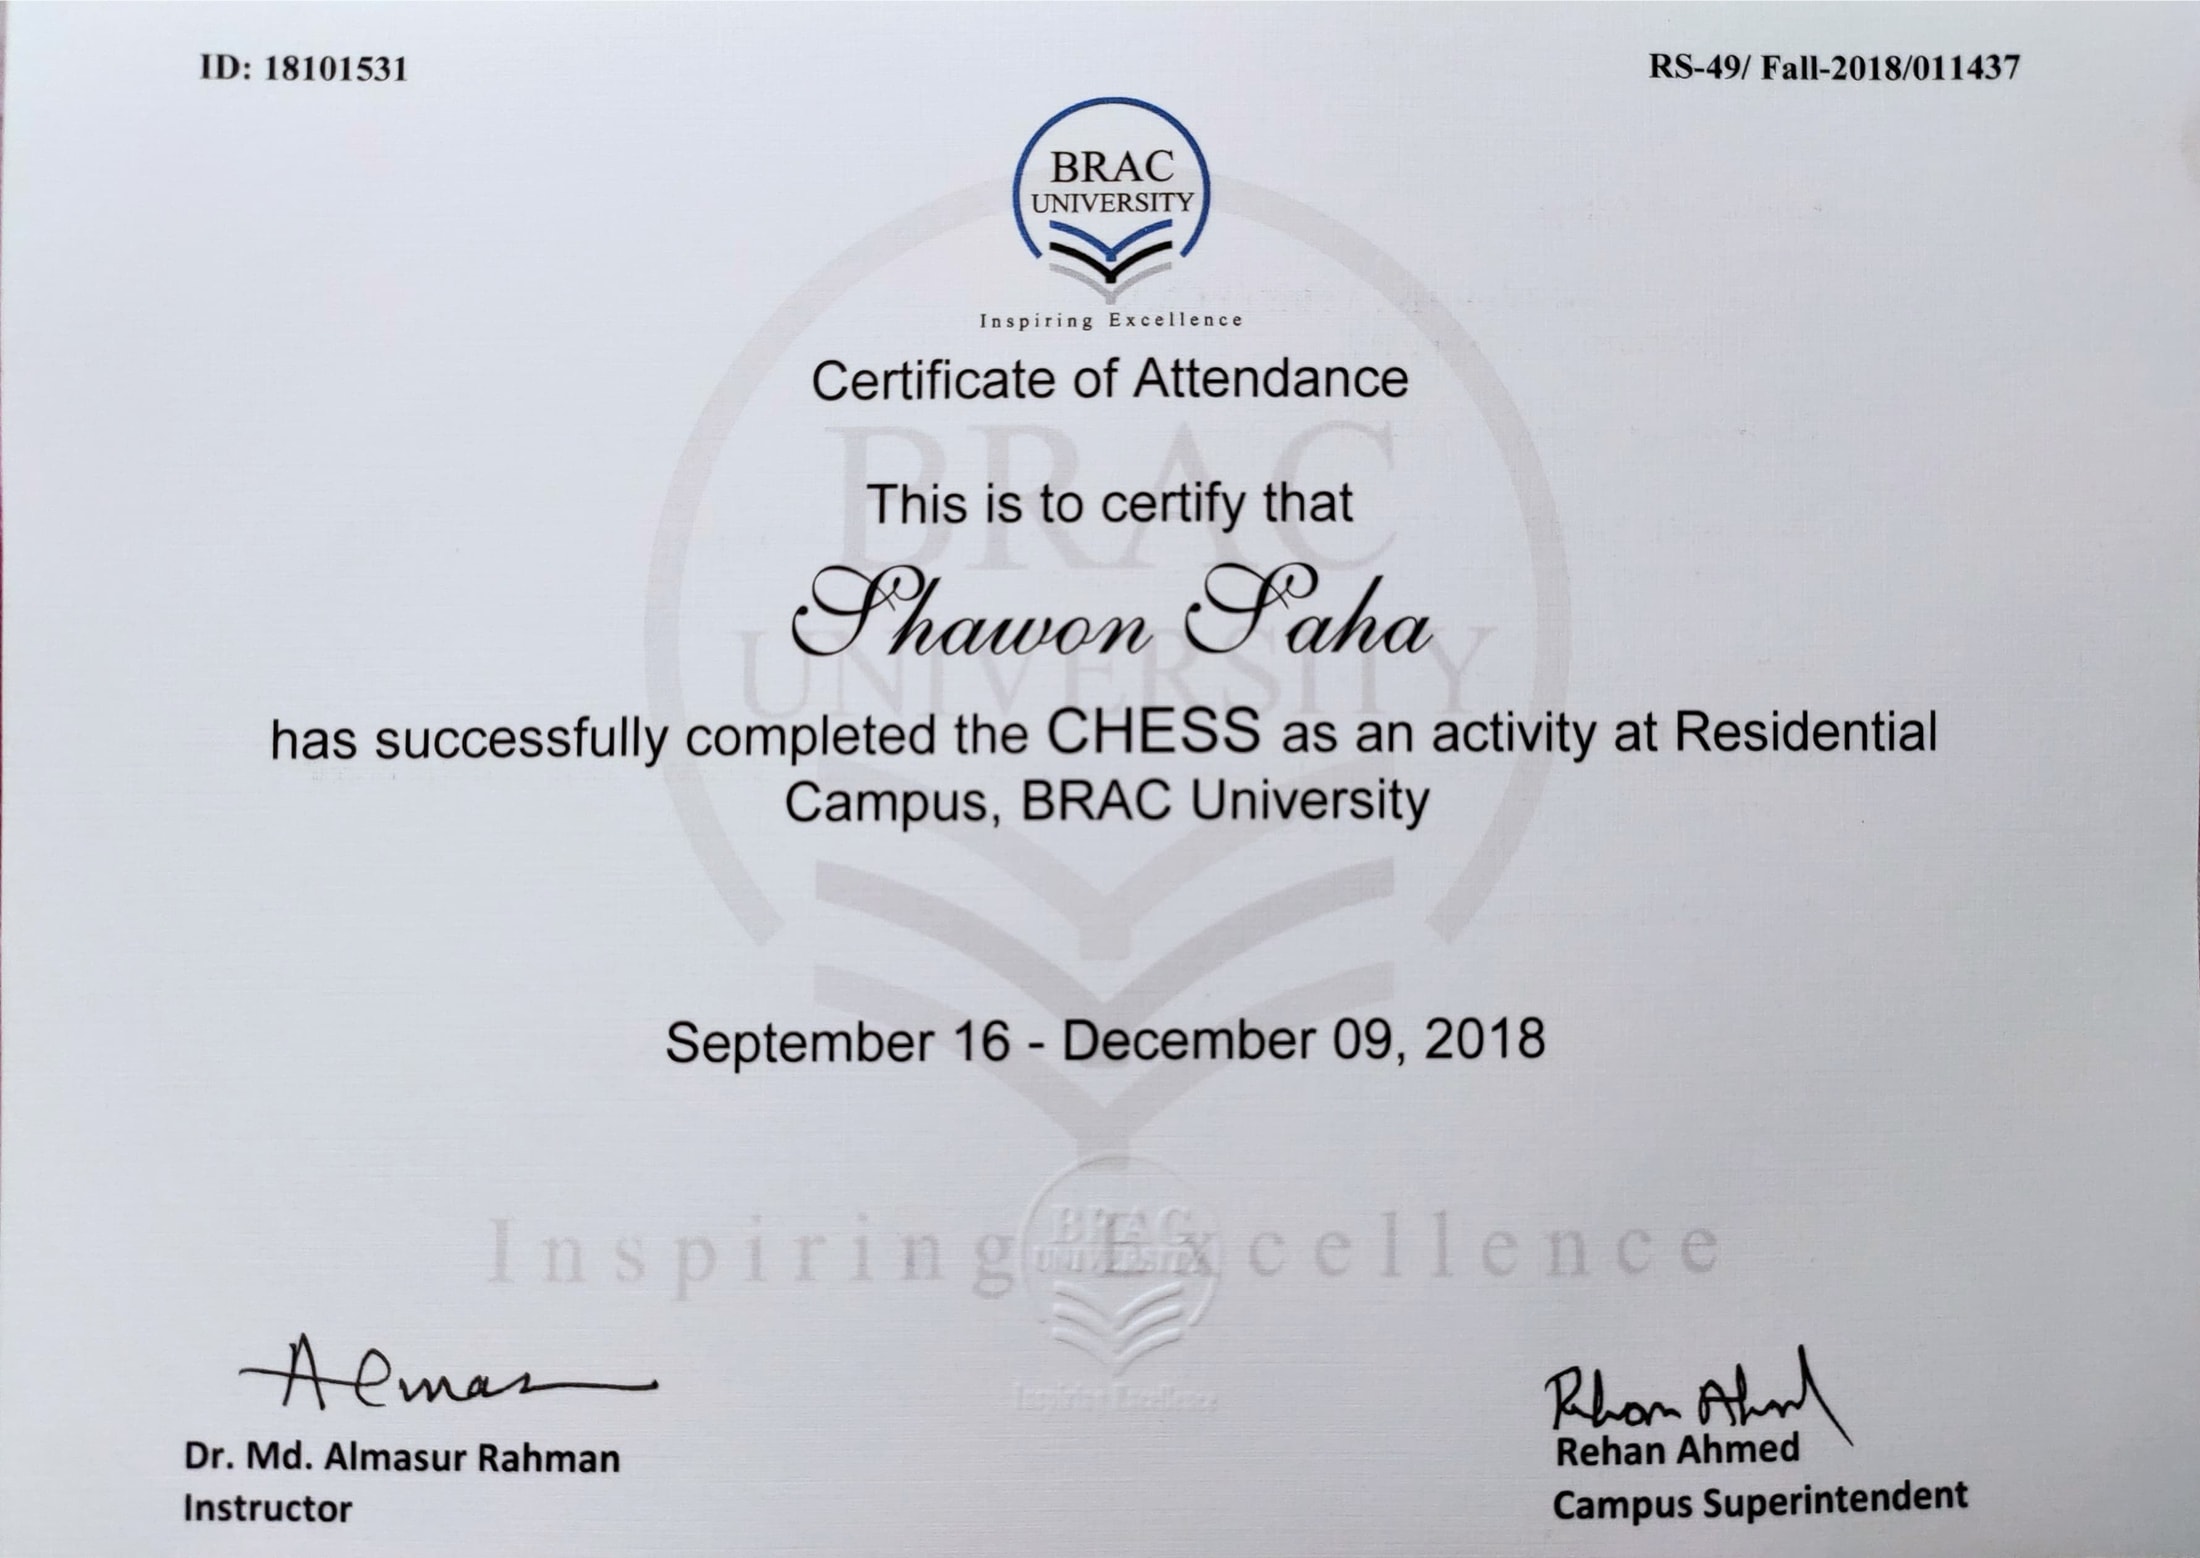 ID: 18101531
RS-49/ Fall-2018/011437
BRAC
UNIVERSITY
Inspiring Excellence
Certificate of Attendance
BRAC
This is to certify that
Shawon Saha
UNIVERSITY
has successfully completed the CHESS as an activity at Residential
Campus, BRAC University
September 16 - December 09, 2018
BRAC
UNIVERSITY
Inspiring Excellence
Inspiring Excellence
Almas
Rehan Ahmed
Dr. Md. Almasur Rahman
Rehan Ahmed
Instructor
Campus Superintendent